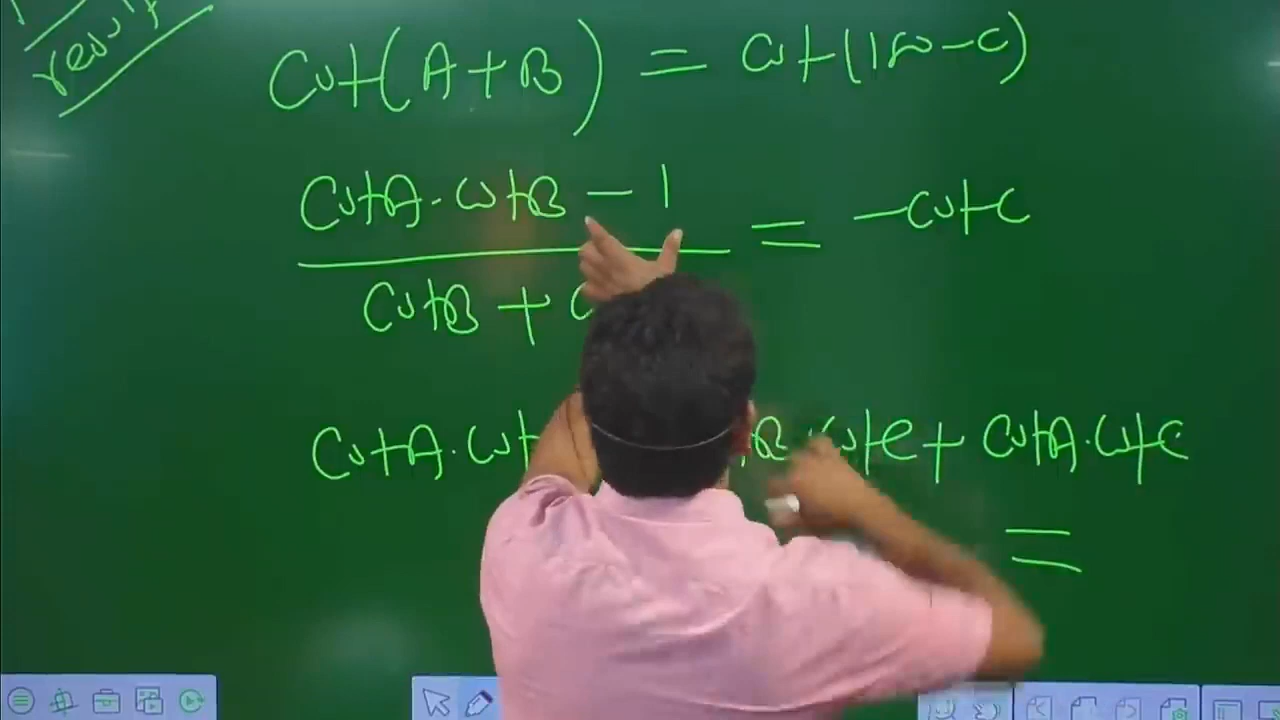 result
Cot(A+B) = Cot(180-C)
CotA·CotB - 1 = -CotC
CotB +
CotA·Cot B·CotC + CotA·CotC
=